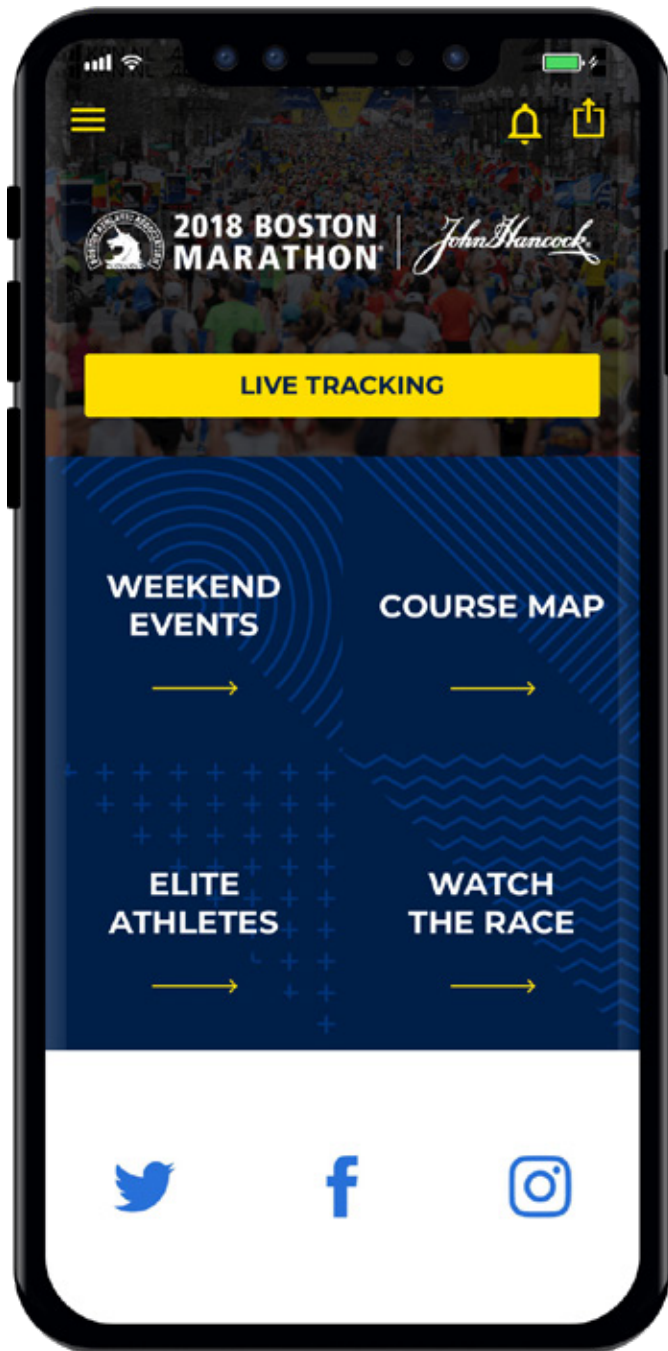 2018 BOSTON
MARATHON®
John Hancock®
LIVE TRACKING
WEEKEND
EVENTS
COURSE MAP
ELITE
ATHLETES
WATCH
THE RACE